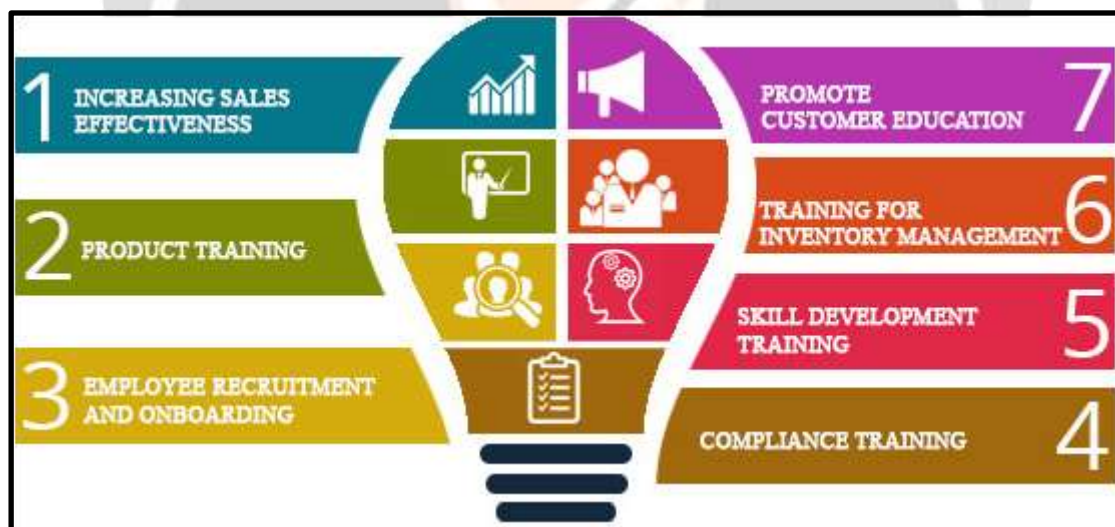 1
INCREASING SALES
EFFECTIVENESS
2
PRODUCT TRAINING
3
EMPLOYEE RECRUITMENT
AND ONBOARDING
7
PROMOTE
CUSTOMER EDUCATION
6
TRAINING FOR
INVENTORY MANAGEMENT
5
SKILL DEVELOPMENT
TRAINING
4
COMPLIANCE TRAINING